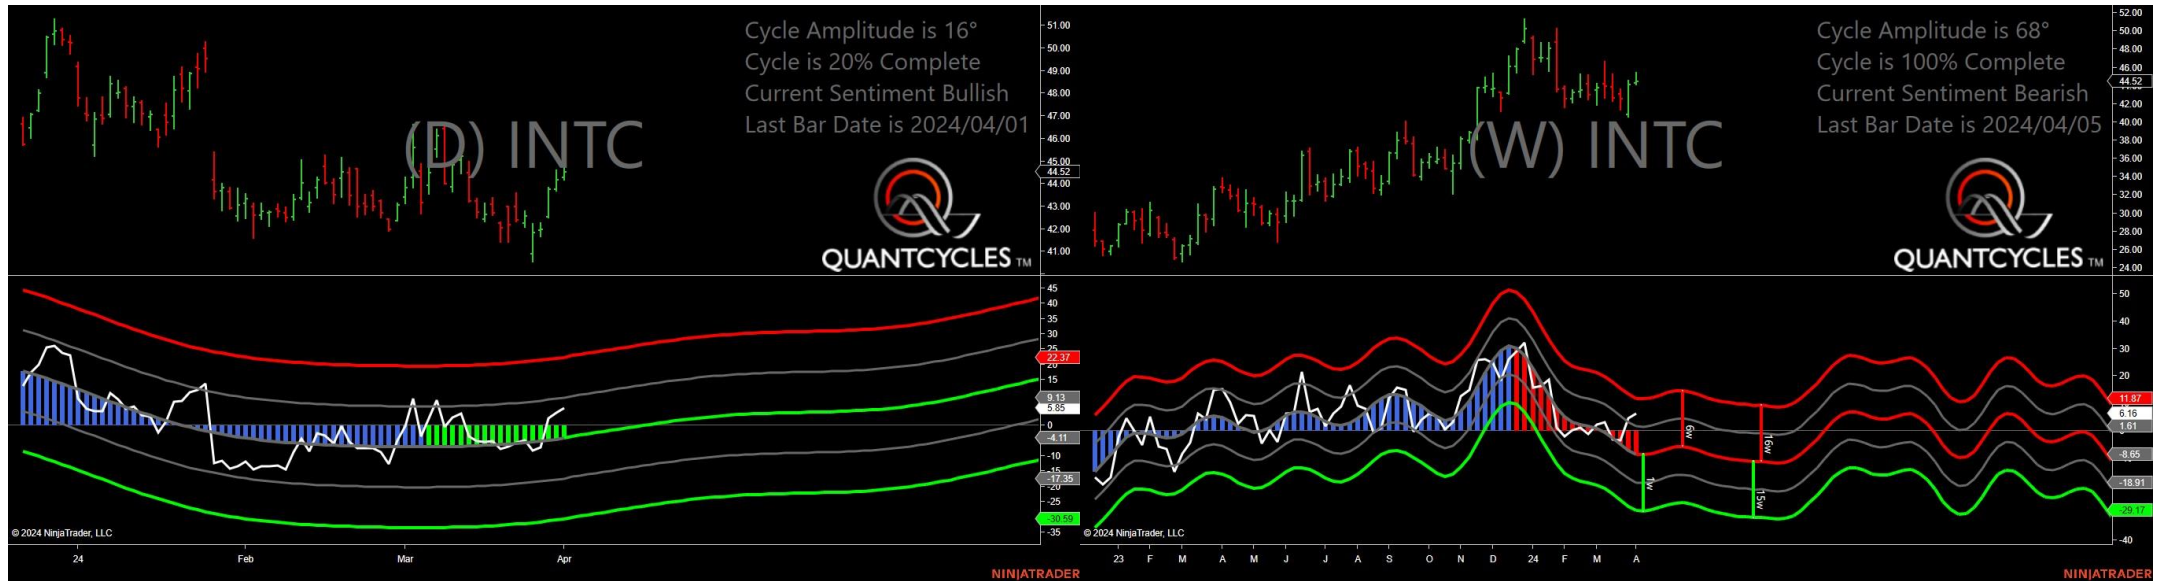 Cycle Amplitude is 16°
Cycle is 20% Complete
Current Sentiment Bullish
Last Bar Date is 2024/04/01
(D) INTC
QUANTCYCLES TM
51.00
50.00
49.00
48.00
47.00
46.00
45.00
44.52
44.00
43.00
42.00
41.00
45
40
35
30
25
22.37
15
9.13
5.85
0
-4.11
-10
-15
-17.35
-20
-25
-30.59
-35
© 2024 NinjaTrader, LLC
24 Feb Mar Apr
NINJATRADER
Cycle Amplitude is 68°
Cycle is 100% Complete
Current Sentiment Bearish
Last Bar Date is 2024/04/05
(W) INTC
QUANTCYCLES TM
52.00
50.00
48.00
46.00
44.52
42.00
40.00
38.00
36.00
34.00
32.00
30.00
28.00
26.00
24.00
50
30
20
11.87
6.16
1.61
-8.65
-18.91
-29.17
-40
6w
16w
1w
15w
© 2024 NinjaTrader, LLC
23 F M A M J J A S O N D 24 F M A
NINJATRADER